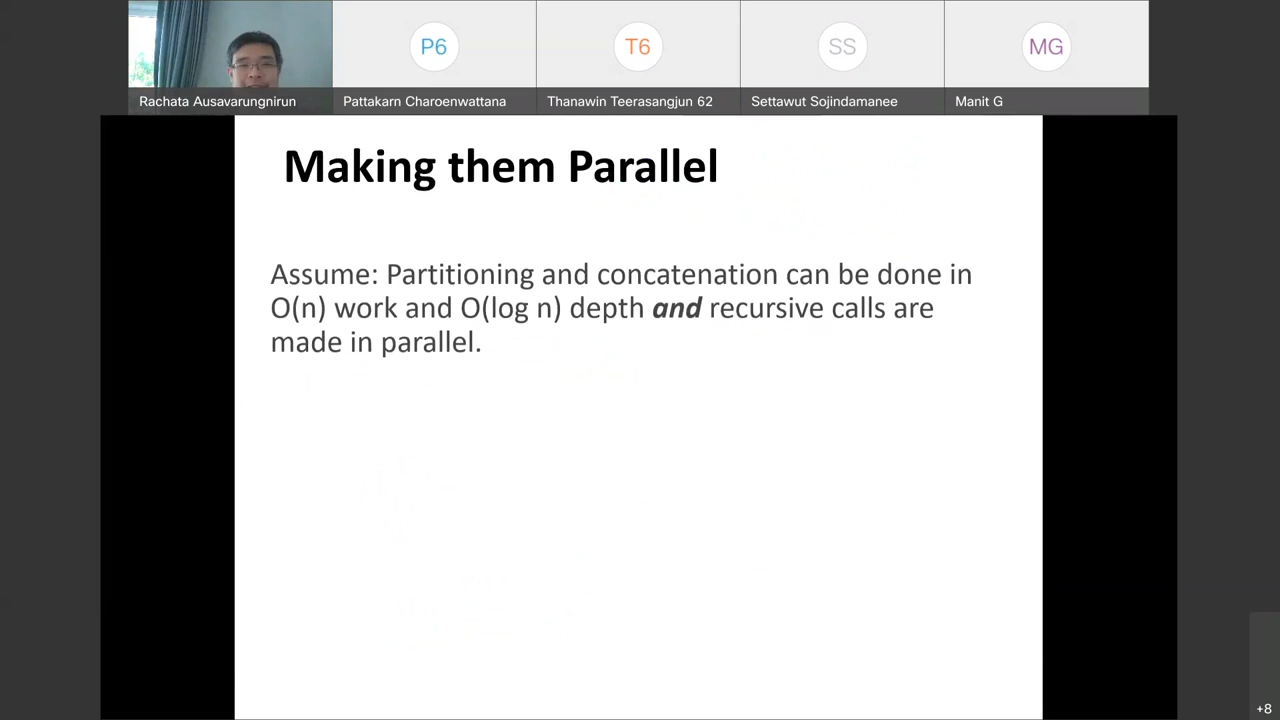 P6
T6
SS
MG
Rachata Ausavarungnirun
Pattakarn Charoenwattana
Thanawin Teerasangjun 62
Settawut Sojindamanee
Manit G
Making them Parallel
Assume: Partitioning and concatenation can be done in
O(n) work and O(log n) depth and recursive calls are
made in parallel.
+8